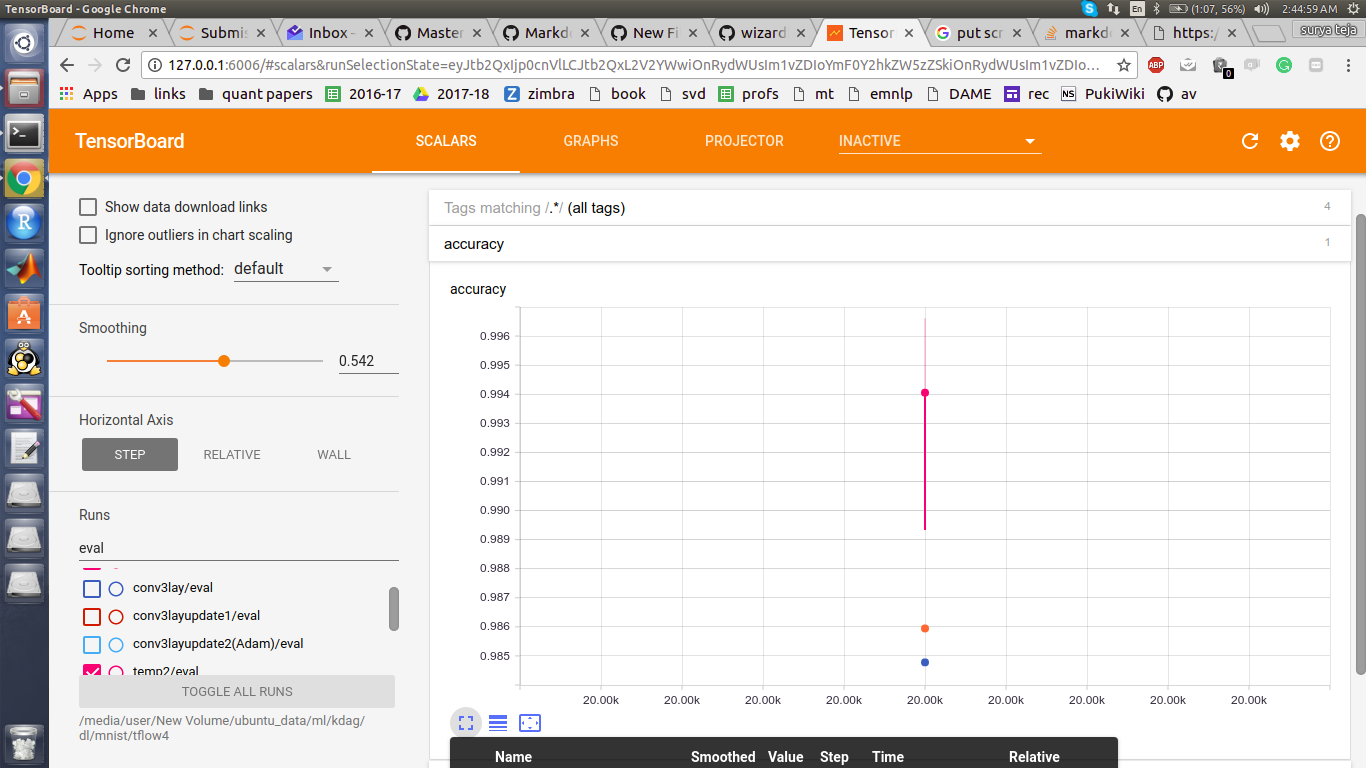 TensorBoard - Google Chrome
En
(1:07, 56%)
2:44:59 AM
Home
Submis
Inbox -
Master
Markd
New Fi
wizard
Tensor
put scr
markd
https:/
surya teja
127.0.0.1:6006/#scalars&runSelectionState=eyJtb2QxIjp0cnVlLCJtb2QxL2V2YWwiOnRydWUsIm1vZDIoYmF0Y2hkZW5zZSkiOnRydWUsIm1vZDIo...
ABP
0
Apps
links
quant papers
2016-17
2017-18
zimbra
book
svd
profs
mt
emnlp
DAME
rec
NS
PukiWiki
av
TensorBoard
SCALARS
GRAPHS
PROJECTOR
INACTIVE
Show data download links
Ignore outliers in chart scaling
Tooltip sorting method: default
Smoothing
0.542
Horizontal Axis
STEP
RELATIVE
WALL
Runs
eval
conv3lay/eval
conv3layupdate1/eval
conv3layupdate2(Adam)/eval
temp2/eval
TOGGLE ALL RUNS
/media/user/New Volume/ubuntu_data/ml/kdag/
dl/mnist/tflow4
Tags matching /.*/ (all tags)
4
accuracy
1
accuracy
0.996
0.995
0.994
0.993
0.992
0.991
0.990
0.989
0.988
0.987
0.986
0.985
20.00k
20.00k
20.00k
20.00k
20.00k
20.00k
20.00k
20.00k
20.00k
Name
Smoothed
Value
Step
Time
Relative